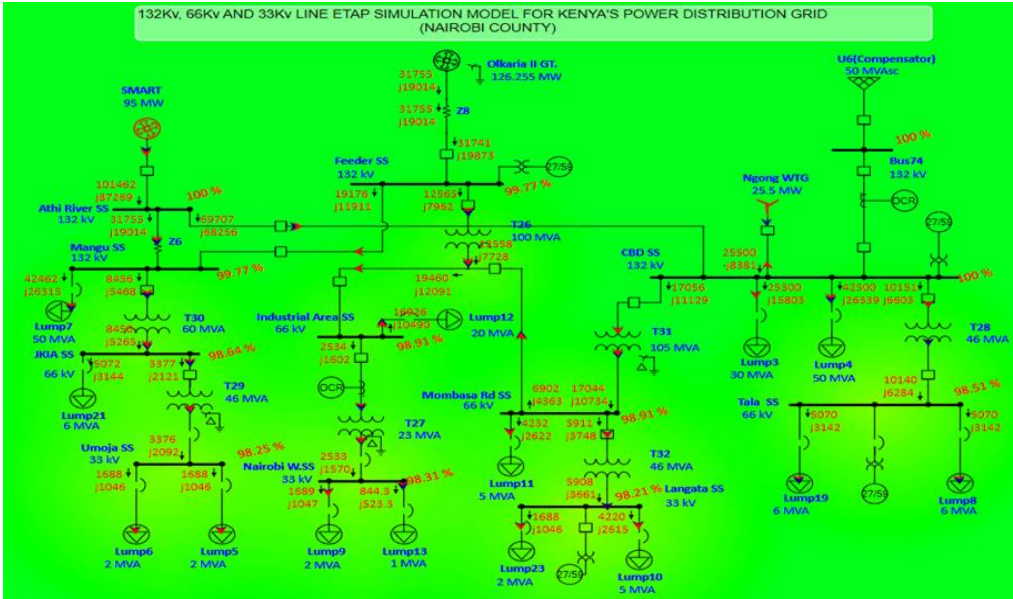 132Kv, 66Kv AND 33Kv LINE ETAP SIMULATION MODEL FOR KENYA'S POWER DISTRIBUTION GRID
(NAIROBI COUNTY)
Olkaria II GT.
126.255 MW
31755
j19014
31755
j19014
Z8
31741
j19873
27/59
U6(Compensator)
50 MVAsc
SMART
95 MW
Feeder SS
132 kV
19176
j11911
12565
j7952
99.77 %
100 %
Bus74
132 kV
OCR
Ngong WTG
25.5 MW
27/59
101462
j87269
100 %
Athi River SS
132 kV
31755
j19014
69707
j68256
Z6
T26
100 MVA
12558
j7728
Mangu SS
132 kV
99.77 %
42462
j26315
8456
j5468
Lump7
50 MVA
T30
60 MVA
8450
j5265
19460
j12091
CBD SS
132 kV
25500
-j8381
100 %
17056
j11129
25500
j15803
42500
j26339
10151
j6603
Lump3
30 MVA
Lump4
50 MVA
T28
46 MVA
Industrial Area SS
66 kV
16926
j10490
Lump12
20 MVA
98.91 %
2534
j1602
OCR
T27
23 MVA
T31
105 MVA
JKIA SS
66 kV
98.64 %
5072
j3144
3377
j2121
Lump21
6 MVA
T29
46 MVA
Mombasa Rd SS
66 kV
6902
j4363
17044
j10734
98.91 %
4232
j2622
5911
j3748
Lump11
5 MVA
T32
46 MVA
10140
j6284
98.51 %
Tala SS
66 kV
5070
j3142
5070
j3142
Lump19
6 MVA
27/59
Lump8
6 MVA
Umoja SS
33 kV
3376
j2092
98.25 %
1688
j1046
1688
j1046
Lump6
2 MVA
Lump5
2 MVA
Nairobi W.SS
33 kV
2533
j1570
98.31 %
1689
j1047
844.3
j523.3
Lump9
2 MVA
Lump13
1 MVA
5908
j3661
98.21 %
Langata SS
33 kV
1688
j1046
4220
j2615
Lump23
2 MVA
27/59
Lump10
5 MVA